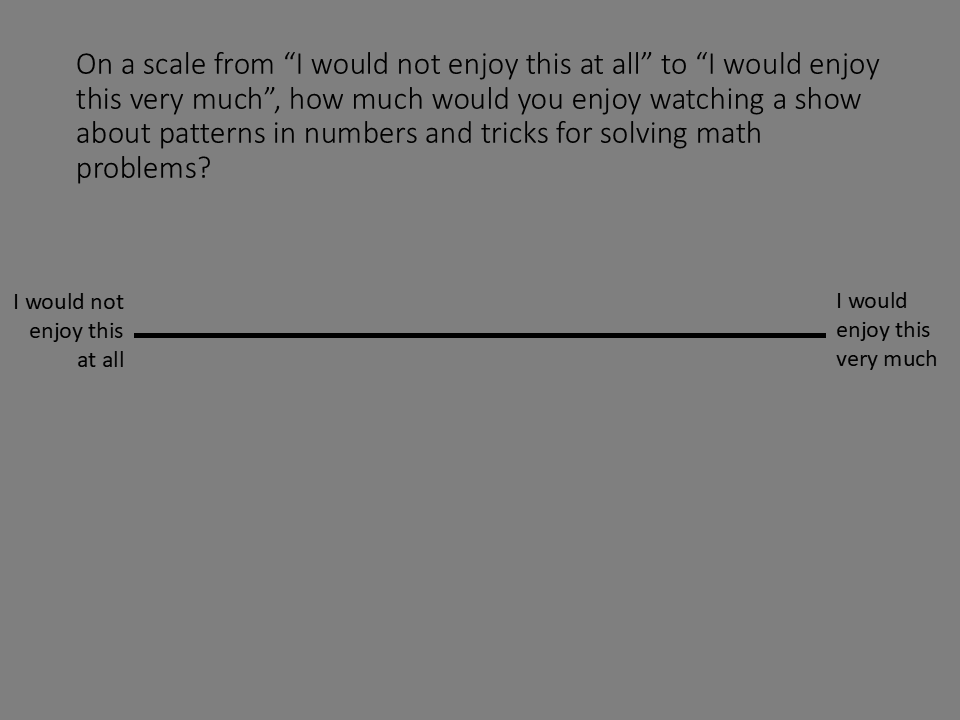 On a scale from “I would not enjoy this at all” to “I would enjoy
this very much”, how much would you enjoy watching a show
about patterns in numbers and tricks for solving math
problems?
I would not
enjoy this
at all
I would
enjoy this
very much